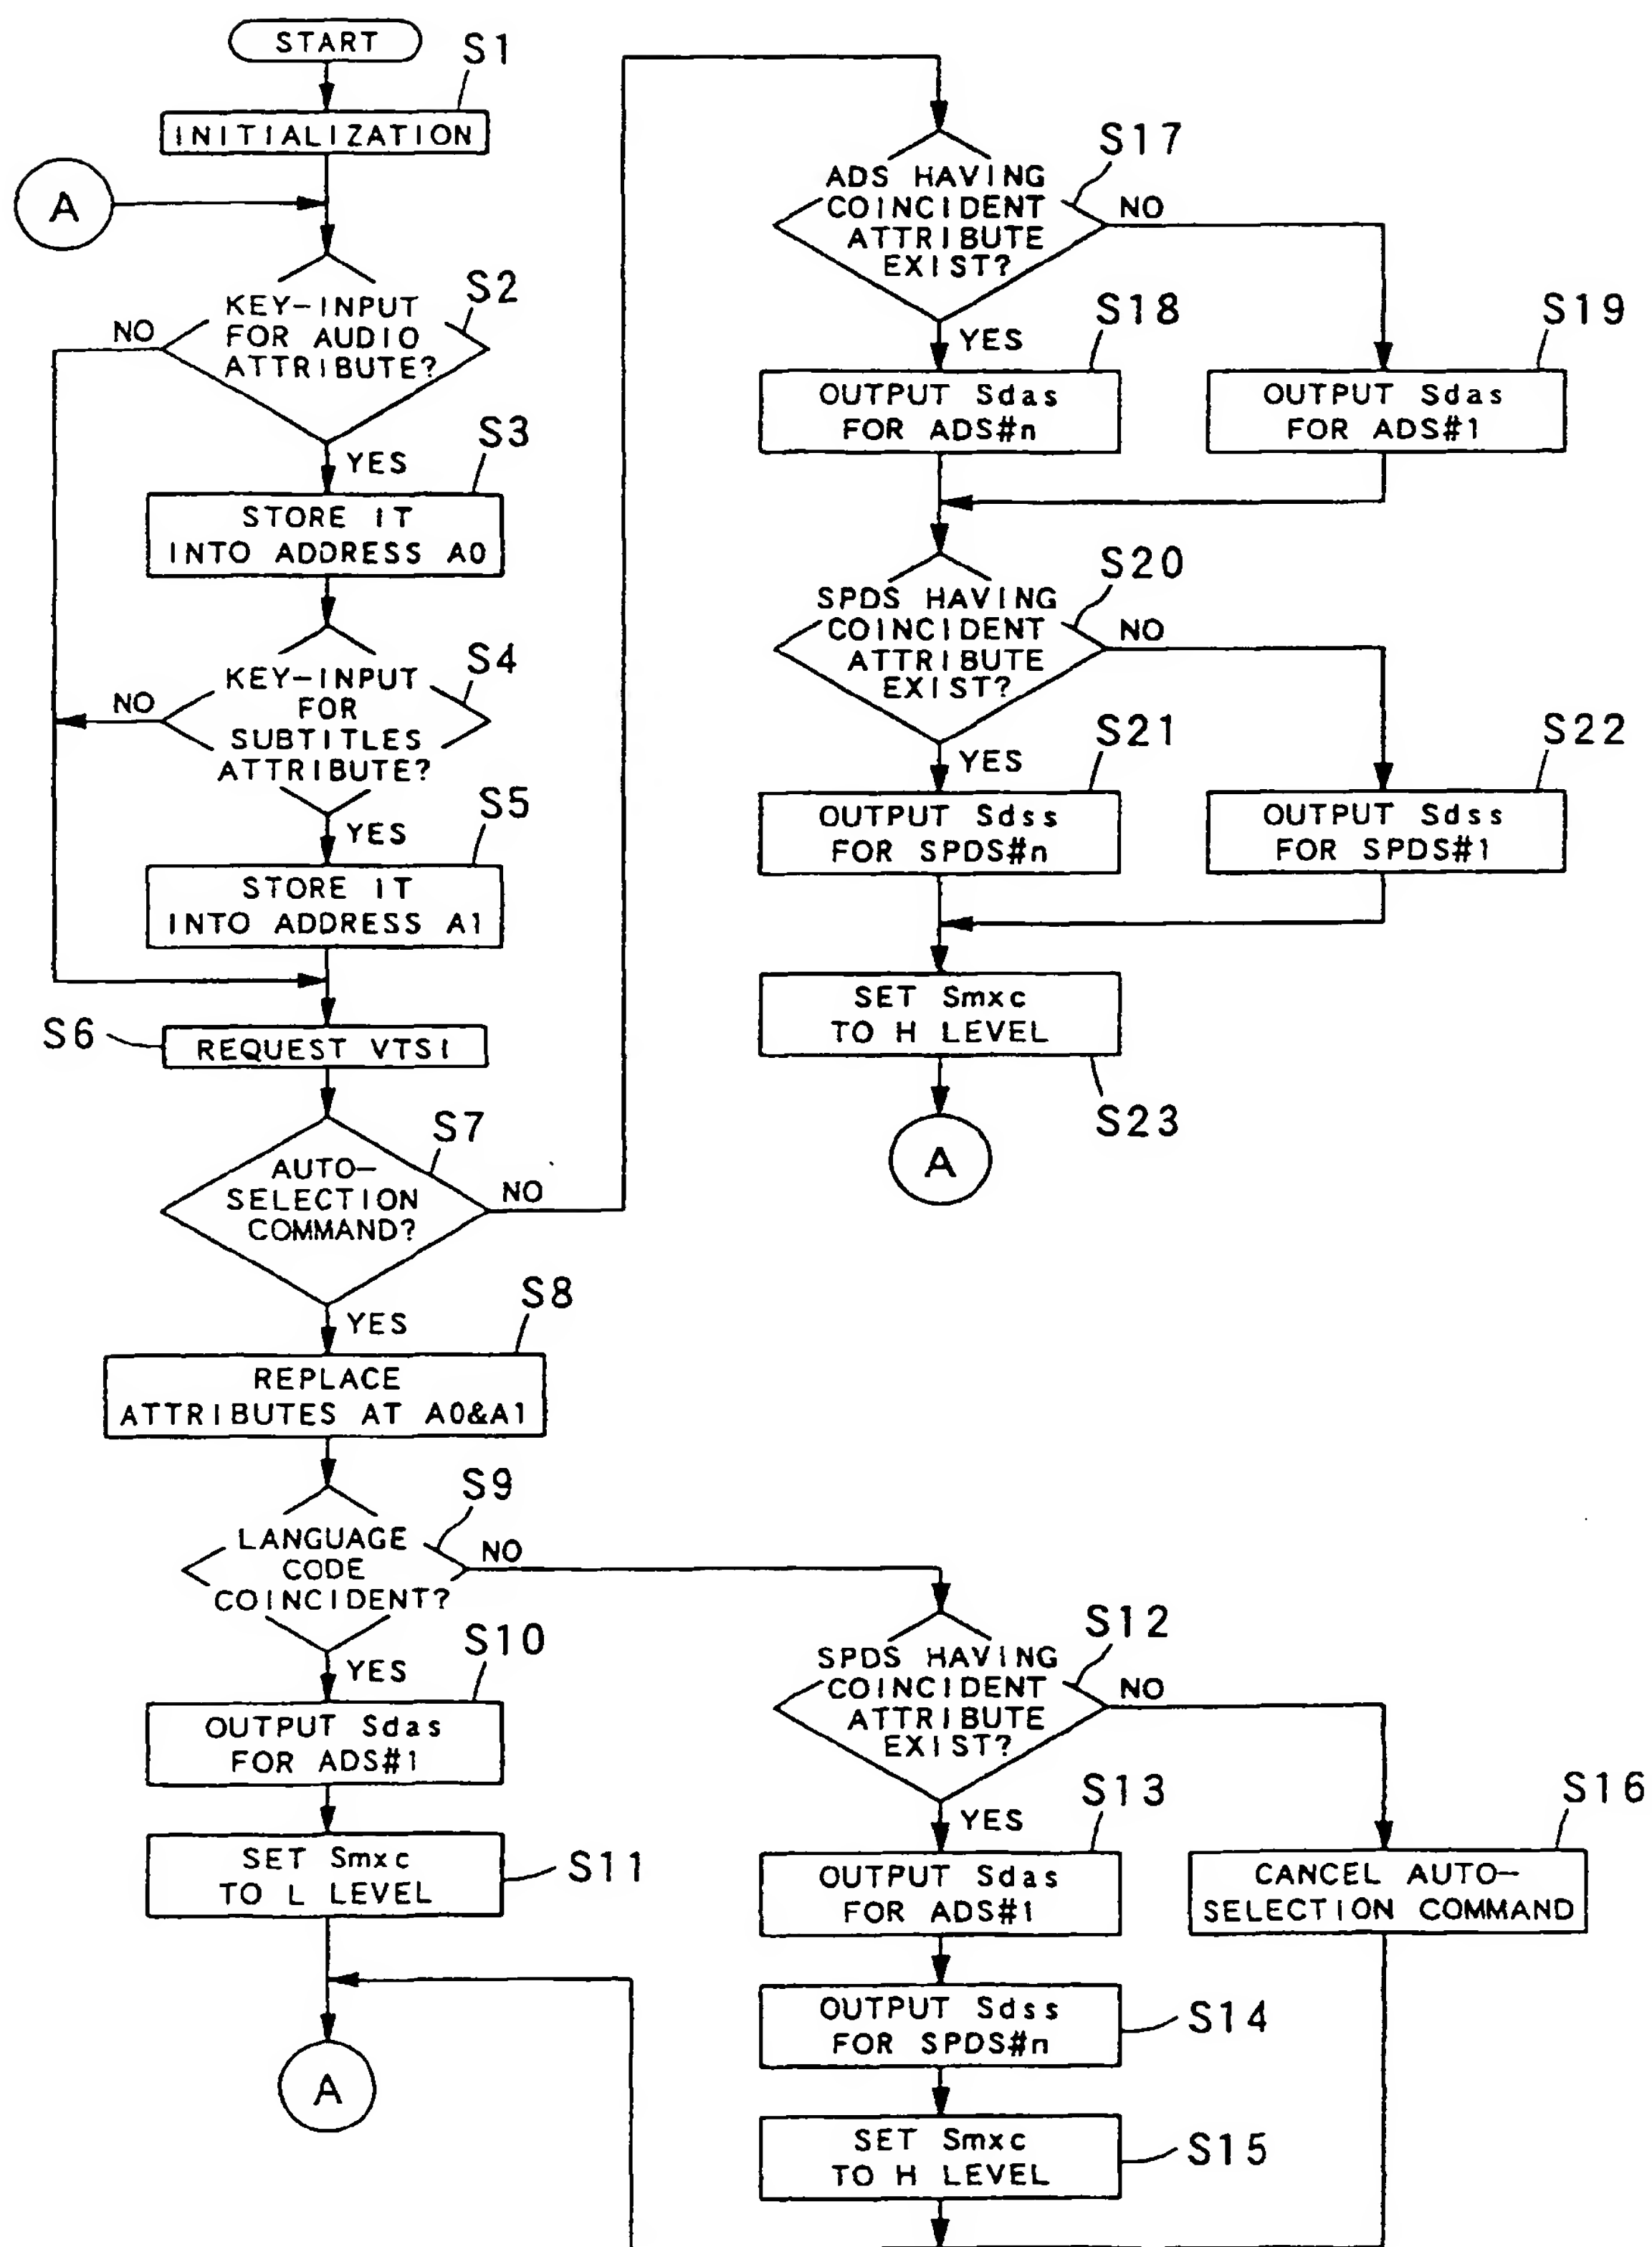 START
S1
INITIALIZATION
A
S2
KEY-INPUT
FOR AUDIO
ATTRIBUTE?
NO
YES
S3
STORE IT
INTO ADDRESS A0
S4
KEY-INPUT
FOR
SUBTITLES
ATTRIBUTE?
NO
YES
S5
STORE IT
INTO ADDRESS A1
S6
REQUEST VTSI
S7
AUTO-
SELECTION
COMMAND?
NO
YES
S8
REPLACE
ATTRIBUTES AT A0&A1
S9
LANGUAGE
CODE
COINCIDENT?
NO
YES
S10
OUTPUT Sdas
FOR ADS#1
SET Smxc
TO L LEVEL
S11
A
S12
SPDS HAVING
COINCIDENT
ATTRIBUTE
EXIST?
NO
YES
S13
OUTPUT Sdas
FOR ADS#1
OUTPUT Sdss
FOR SPDS#n
S14
SET Smxc
TO H LEVEL
S15
S16
CANCEL AUTO-
SELECTION COMMAND
S17
ADS HAVING
COINCIDENT
ATTRIBUTE
EXIST?
NO
YES
S18
OUTPUT Sdas
FOR ADS#n
S19
OUTPUT Sdas
FOR ADS#1
S20
SPDS HAVING
COINCIDENT
ATTRIBUTE
EXIST?
NO
YES
S21
OUTPUT Sdss
FOR SPDS#n
S22
OUTPUT Sdss
FOR SPDS#1
SET Smxc
TO H LEVEL
S23
A